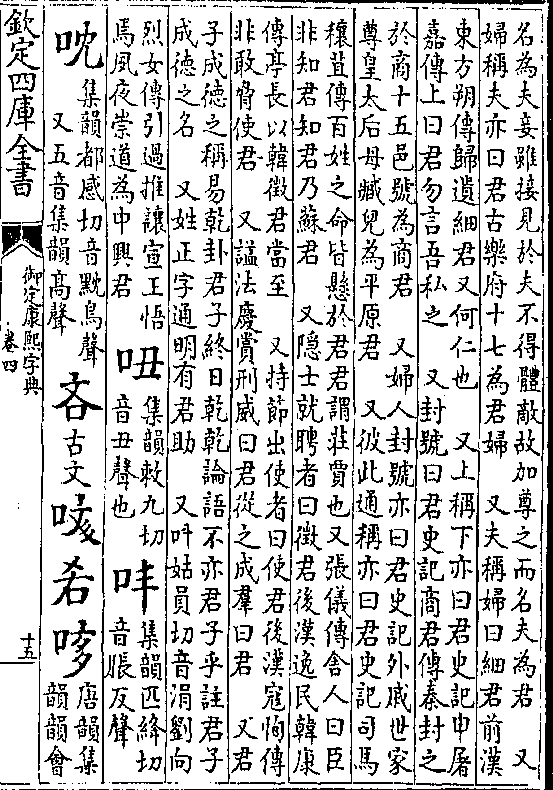 名為夫妾雖接見於夫不得體敵故加尊之而名夫為君　又
婦稱夫亦曰君古樂府十七為君婦　又夫稱婦曰細君前漢
東方朔傳歸遺細君又何仁也　又上稱下亦曰君史記申屠
嘉傳上曰君勿言吾私之　又封號曰君史記商君傳秦封之
於商十五邑號為商君　又婦人封號亦曰君史記外戚世家
尊皇太后母臧兒為平原君　又彼此通稱亦曰君史記司馬
穰苴傳百姓之命皆懸於君君謂莊賈也又張儀傳舍人曰臣
非知君知君乃蘇君　又隱士就聘者曰徵君後漢逸民韓康
傳亭長以韓徵君當至　又持節出使者曰使君後漢寇恂傳
非敢脅使君　又諡法慶賞刑威曰君從之成羣曰君　又君
子成德之稱易乾卦君子終日乾乾論語不亦君子乎註君子
成德之名　又姓正字通明有君助　又叶姑員切音涓劉向
烈女傳引過推讓宣王悟
焉夙夜崇道為中興君
吜集韻敕九切
音丑聲也
㕫集韻匹絳切
音脹反聲
㕪集韻都感切音黕鳥聲
又五音集韻高聲
吝古文㖁㖁㖁唐韻集
韻韻會
欽定四庫全書
御定康熙字典
卷四
十五